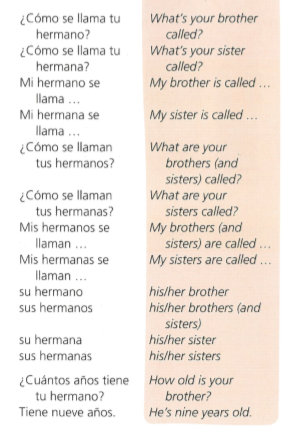 ¿Cómo se llama tu What's your brother
hermano? called?
¿Cómo se llama tu What's your sister
hermana? called?
Mi hermano se My brother is called ...
llama ...
Mi hermana se My sister is called ...
llama ...
¿Cómo se llaman What are your
tus hermanos? brothers (and
sisters) called?
¿Cómo se llaman What are your
tus hermanas? sisters called?
Mis hermanos se My brothers (and
llaman ... sisters) are called ...
Mis hermanas se My sisters are called ...
llaman ...
su hermano his/her brother
sus hermanos his/her brothers (and
sisters)
su hermana his/her sister
sus hermanas his/her sisters
¿Cuántos años tiene How old is your
tu hermano? brother?
Tiene nueve años. He's nine years old.